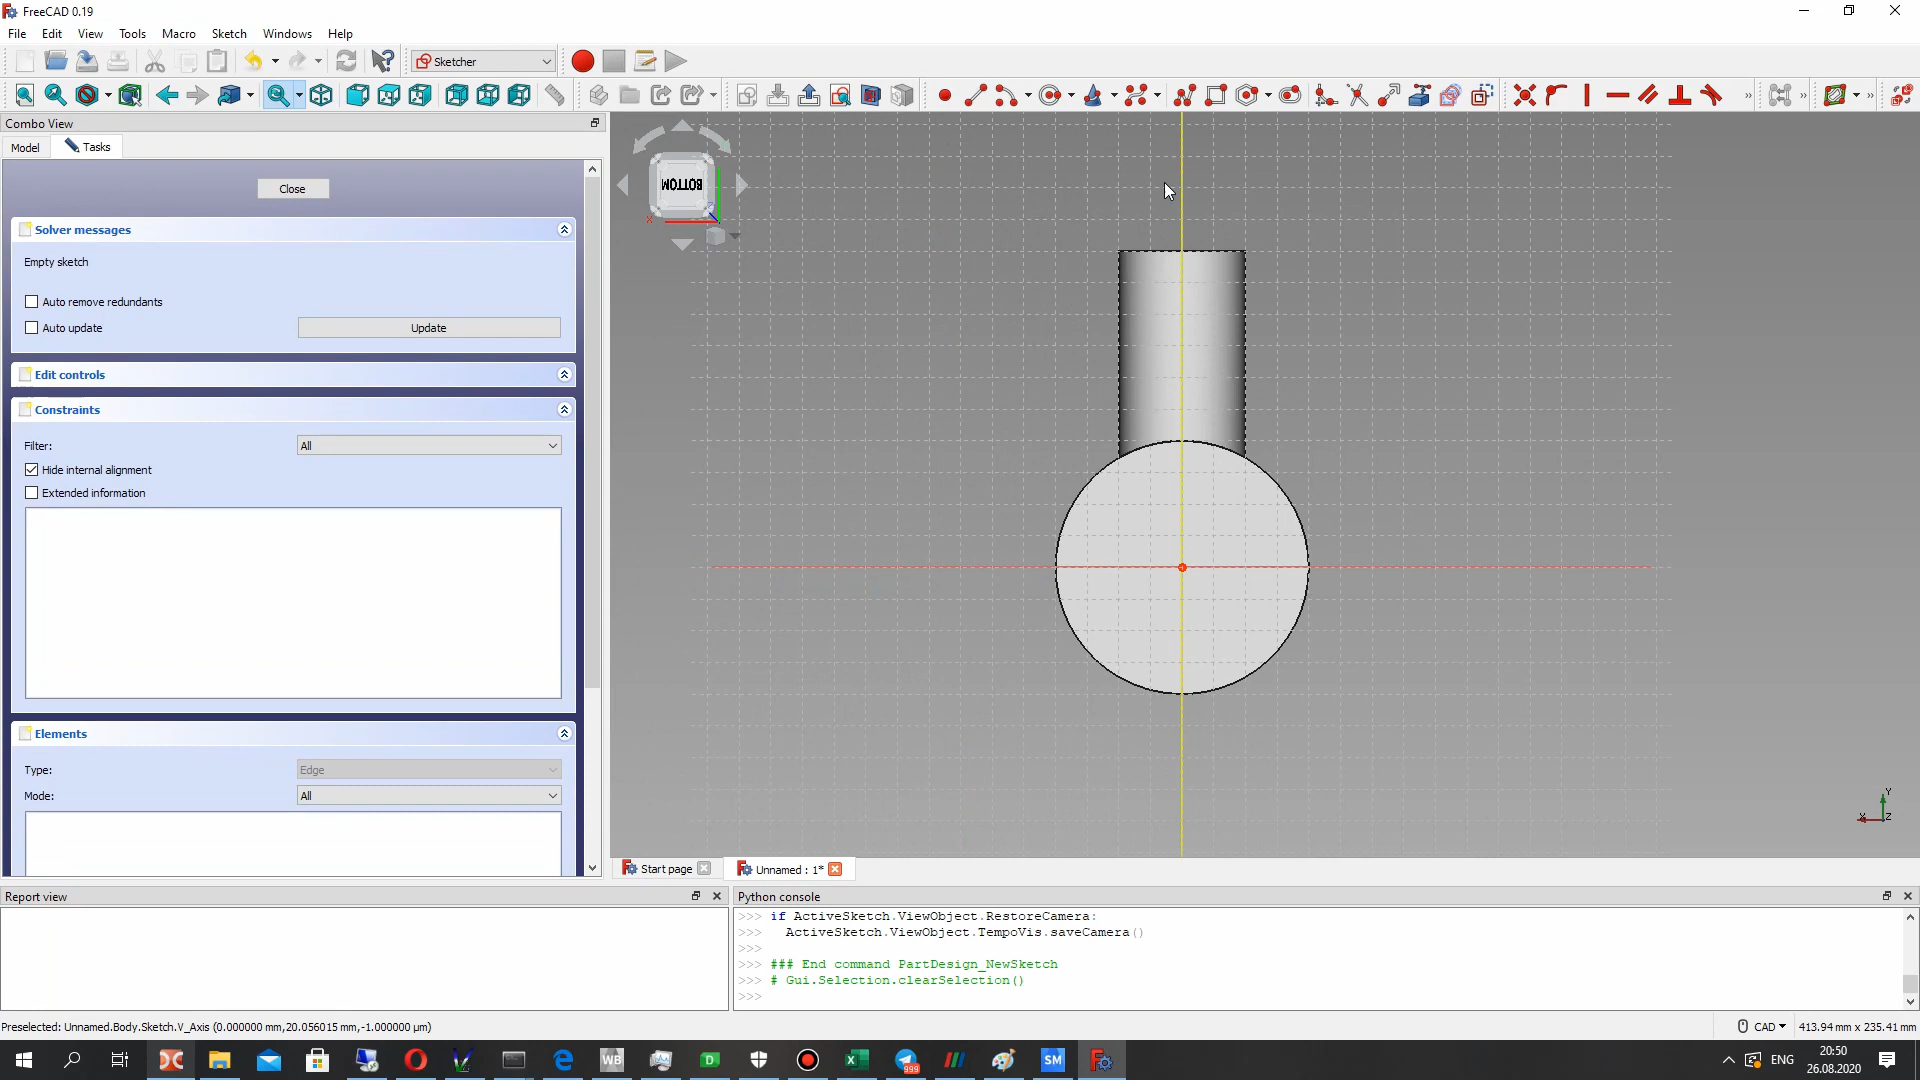 FreeCAD 0.19
File Edit View Tools Macro Sketch Windows Help
Sketcher
Combo View
Model Tasks
Close
Solver messages
Empty sketch
Auto remove redundants
Auto update Update
Edit controls
Constraints
Filter: All
Hide internal alignment
Extended information
Elements
Type: Edge
Mode: All
BOTTOM
X
Y
X Z
Start page Unnamed : 1*
Report view
Python console
>>> if ActiveSketch.ViewObject.RestoreCamera:
>>>   ActiveSketch.ViewObject.TempoVis.saveCamera()
>>>
>>> ### End command PartDesign_NewSketch
>>> # Gui.Selection.clearSelection()
>>>
Preselected: Unnamed.Body.Sketch.V_Axis (0.000000 mm,20.056015 mm,-1.000000 µm)
CAD 413.94 mm x 235.41 mm
WB
D
SM
999
ENG
20:50
26.08.2020